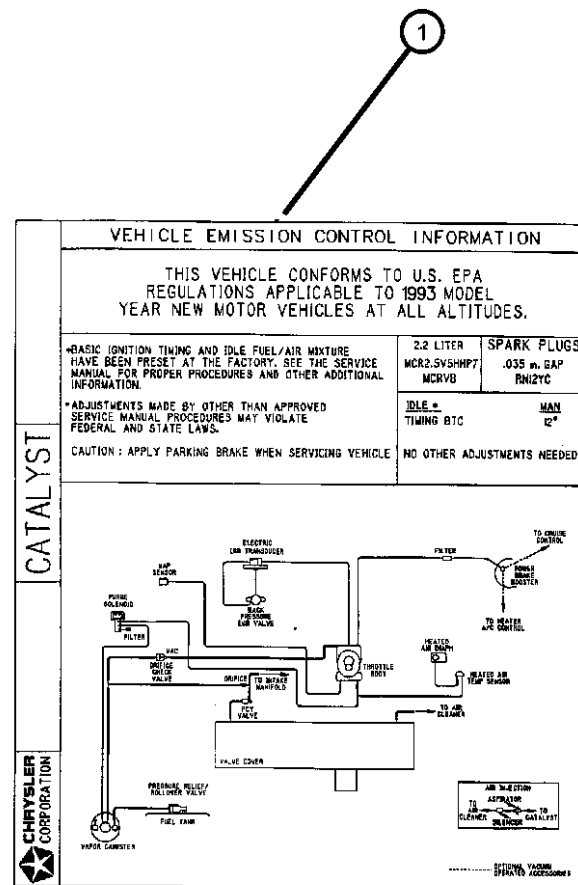 1
VEHICLE EMISSION CONTROL INFORMATION
THIS VEHICLE CONFORMS TO U.S. EPA
REGULATIONS APPLICABLE TO 1993 MODEL
YEAR NEW MOTOR VEHICLES AT ALL ALTITUDES.
*BASIC IGNITION TIMING AND IDLE FUEL/AIR MIXTURE
HAVE BEEN PRESET AT THE FACTORY. SEE THE SERVICE
MANUAL FOR PROPER PROCEDURES AND OTHER ADDITIONAL
INFORMATION.
*ADJUSTMENTS MADE BY OTHER THAN APPROVED
SERVICE MANUAL PROCEDURES MAY VIOLATE
FEDERAL AND STATE LAWS.
CAUTION : APPLY PARKING BRAKE WHEN SERVICING VEHICLE
2.2 LITER
MCR2.5V5HHP7
MCRVB
SPARK PLUGS
.035 in. GAP
RN12YC
IDLE *
MAN
TIMING BTC
12°
NO OTHER ADJUSTMENTS NEEDED
CATALYST
CHRYSLER
CORPORATION
ELECTRIC
EGR TRANSDUCER
MAP
SENSOR
BACK
PRESSURE
EGR VALVE
PURGE
SOLENOID
FILTER
VAC
ORIFICE
CHECK
VALVE
ORIFICE
TO INTAKE
MANIFOLD
PCV
VALVE
THROTTLE
BODY
FILTER
TO CRUISE
CONTROL
POWER
BRAKE
BOOSTER
TO HEATER
A/C CONTROL
HEATED
AIR DIAPH
HEATED AIR
TEMP SENSOR
TO AIR
CLEANER
VALVE COVER
PRESSURE RELIEF/
ROLLOVER VALVE
FUEL TANK
VAPOR CANISTER
AIR INJECTION
ASPIRATOR
TO
AIR
CLEANER
TO
CATALYST
SILENCER
OPTIONAL VACUUM
OPERATED ACCESSORIES